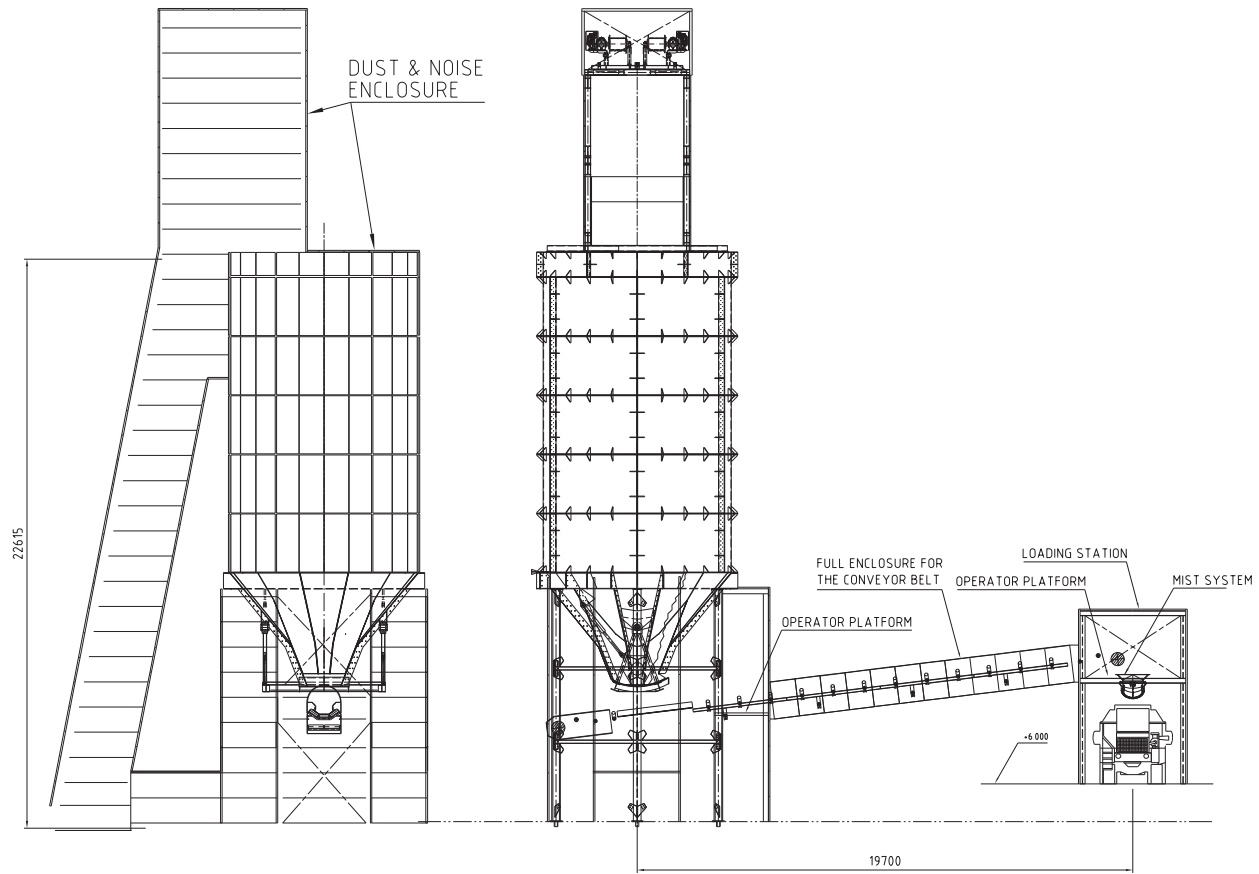 DUST & NOISE
ENCLOSURE
22615
FULL ENCLOSURE FOR
THE CONVEYOR BELT
LOADING STATION
OPERATOR PLATFORM
MIST SYSTEM
OPERATOR PLATFORM
+6 000
19700